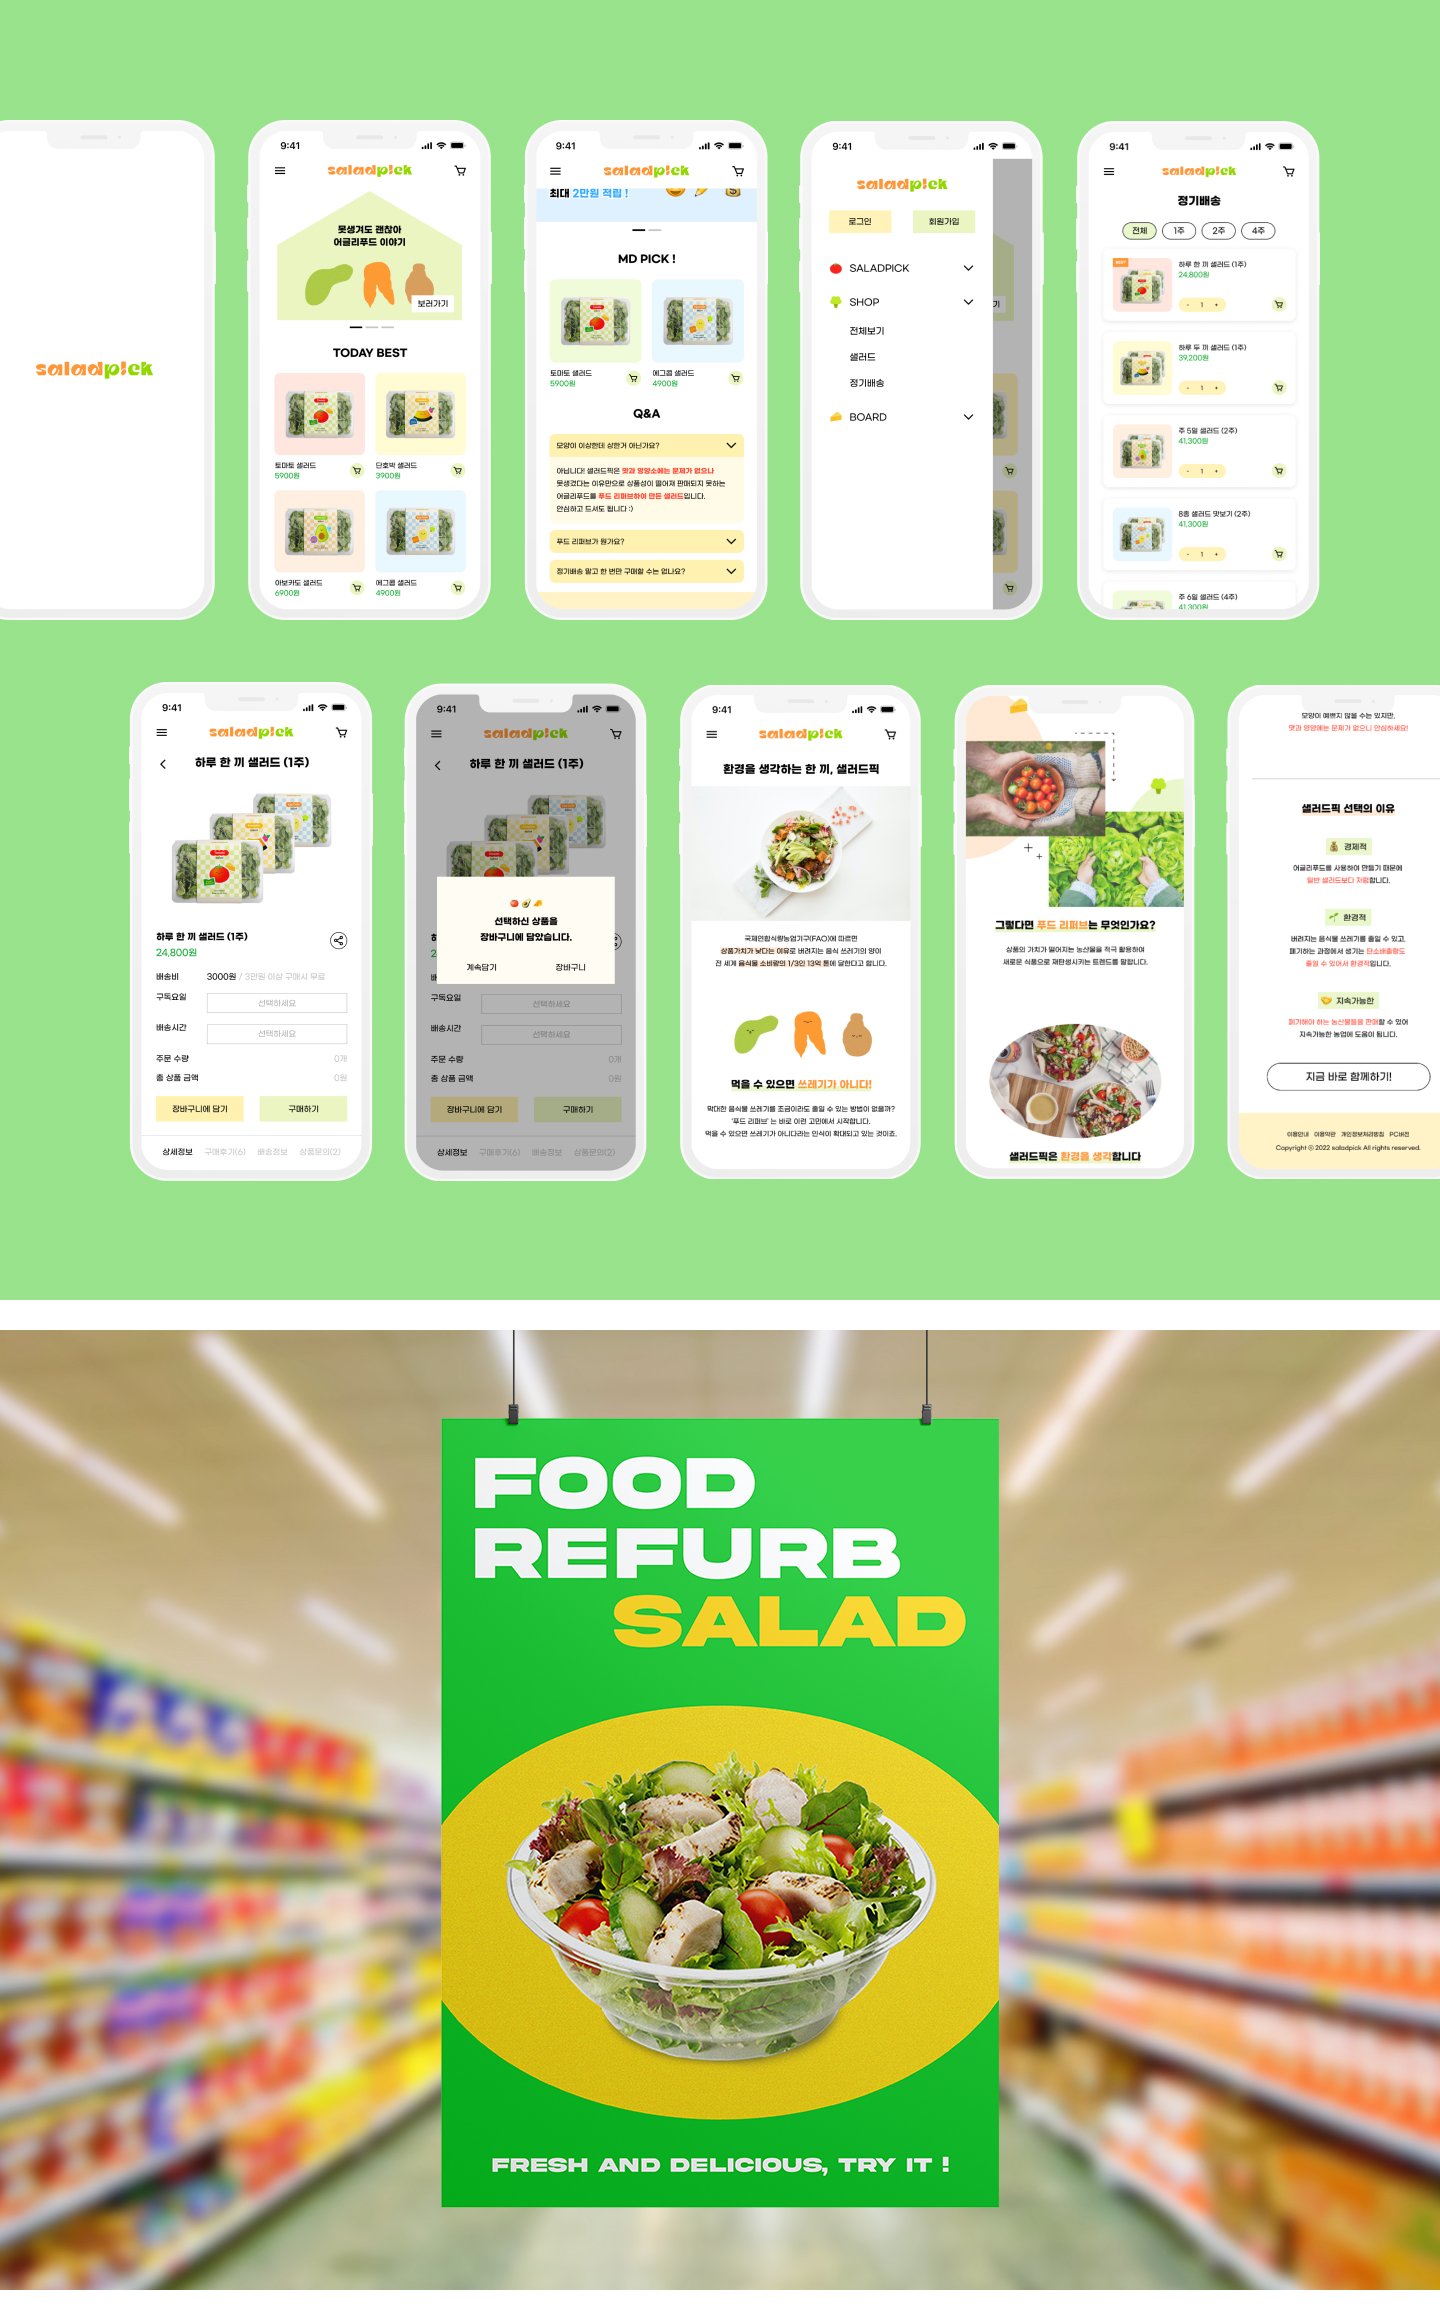 saladp!ck
9:41
saladp!ck
못생겨도 괜찮아
어글리푸드 이야기
보러가기
TODAY BEST
토마토 샐러드
5900원
단호박 샐러드
3900원
아보카도 샐러드
6900원
에그콥 샐러드
4900원
9:41
saladp!ck
최대 2만원 적립 !
MD PICK !
토마토 샐러드
5900원
에그콥 샐러드
4900원
Q&A
모양이 이상한데 상한거 아닌가요?
아닙니다! 샐러드픽은 맛과 영양소에는 문제가 없으나
못생겼다는 이유만으로 상품성이 떨어져 판매되지 못하는
어글리푸드를 푸드 리퍼브하여 만든 샐러드입니다.
안심하고 드셔도 됩니다 :)
푸드 리퍼브가 뭔가요?
정기배송 말고 한 번만 구매할 수는 없나요?
9:41
saladp!ck
로그인
회원가입
SALADPICK
SHOP
전체보기
샐러드
정기배송
BOARD
기
9:41
saladp!ck
정기배송
전체 1주 2주 4주
BEST
하루 한 끼 샐러드 (1주)
24,800원
- 1 +
하루 두 끼 샐러드 (1주)
39,200원
- 1 +
주 5일 샐러드 (2주)
41,300원
- 1 +
8종 샐러드 맛보기 (2주)
41,300원
- 1 +
주 6일 샐러드 (4주)
41,300원
9:41
saladp!ck
하루 한 끼 샐러드 (1주)
하루 한 끼 샐러드 (1주)
24,800원
배송비 3000원 / 3만원 이상 구매시 무료
구독요일 선택하세요
배송시간 선택하세요
주문 수량 0개
총 상품 금액 0원
장바구니에 담기 구매하기
상세정보 구매후기(6) 배송정보 상품문의(2)
9:41
saladp!ck
하루 한 끼 샐러드 (1주)
선택하신 상품을
장바구니에 담았습니다.
계속담기 장바구니
하
2
배
구독요일 선택하세요
배송시간 선택하세요
주문 수량 0개
총 상품 금액 0원
장바구니에 담기 구매하기
상세정보 구매후기(6) 배송정보 상품문의(2)
9:41
saladp!ck
환경을 생각하는 한 끼, 샐러드픽
국제연합식량농업기구(FAO)에 따르면
상품가치가 낮다는 이유로 버려지는 음식 쓰레기의 양이
전 세계 음식물 소비량의 1/3인 13억 톤에 달한다고 합니다.
먹을 수 있으면 쓰레기가 아니다!
막대한 음식물 쓰레기를 조금이라도 줄일 수 있는 방법이 없을까?
'푸드 리퍼브' 는 바로 이런 고민에서 시작합니다.
먹을 수 있으면 쓰레기가 아니다라는 인식이 확대되고 있는 것이죠.
그렇다면 푸드 리퍼브는 무엇인가요?
상품의 가치가 떨어지는 농산물을 적극 활용하여
새로운 식품으로 재탄생시키는 트렌드를 말합니다.
샐러드픽은 환경을 생각합니다
모양이 예쁘지 않을 수는 있지만,
맛과 영양에는 문제가 없으니 안심하세요!
샐러드픽 선택의 이유
경제적
어글리푸드를 사용하여 만들기 때문에
일반 샐러드보다 저렴합니다.
환경적
버려지는 음식물 쓰레기를 줄일 수 있고,
폐기하는 과정에서 생기는 탄소배출량도
줄일 수 있어서 환경적입니다.
지속가능한
폐기해야 하는 농산물들을 판매할 수 있어
지속가능한 농업에 도움이 됩니다.
지금 바로 함께하기!
이용안내 이용약관 개인정보처리방침 PC버전
Copyright ⓒ 2022 saladpick All rights reserved.
FOOD
REFURB
SALAD
FRESH AND DELICIOUS, TRY IT !